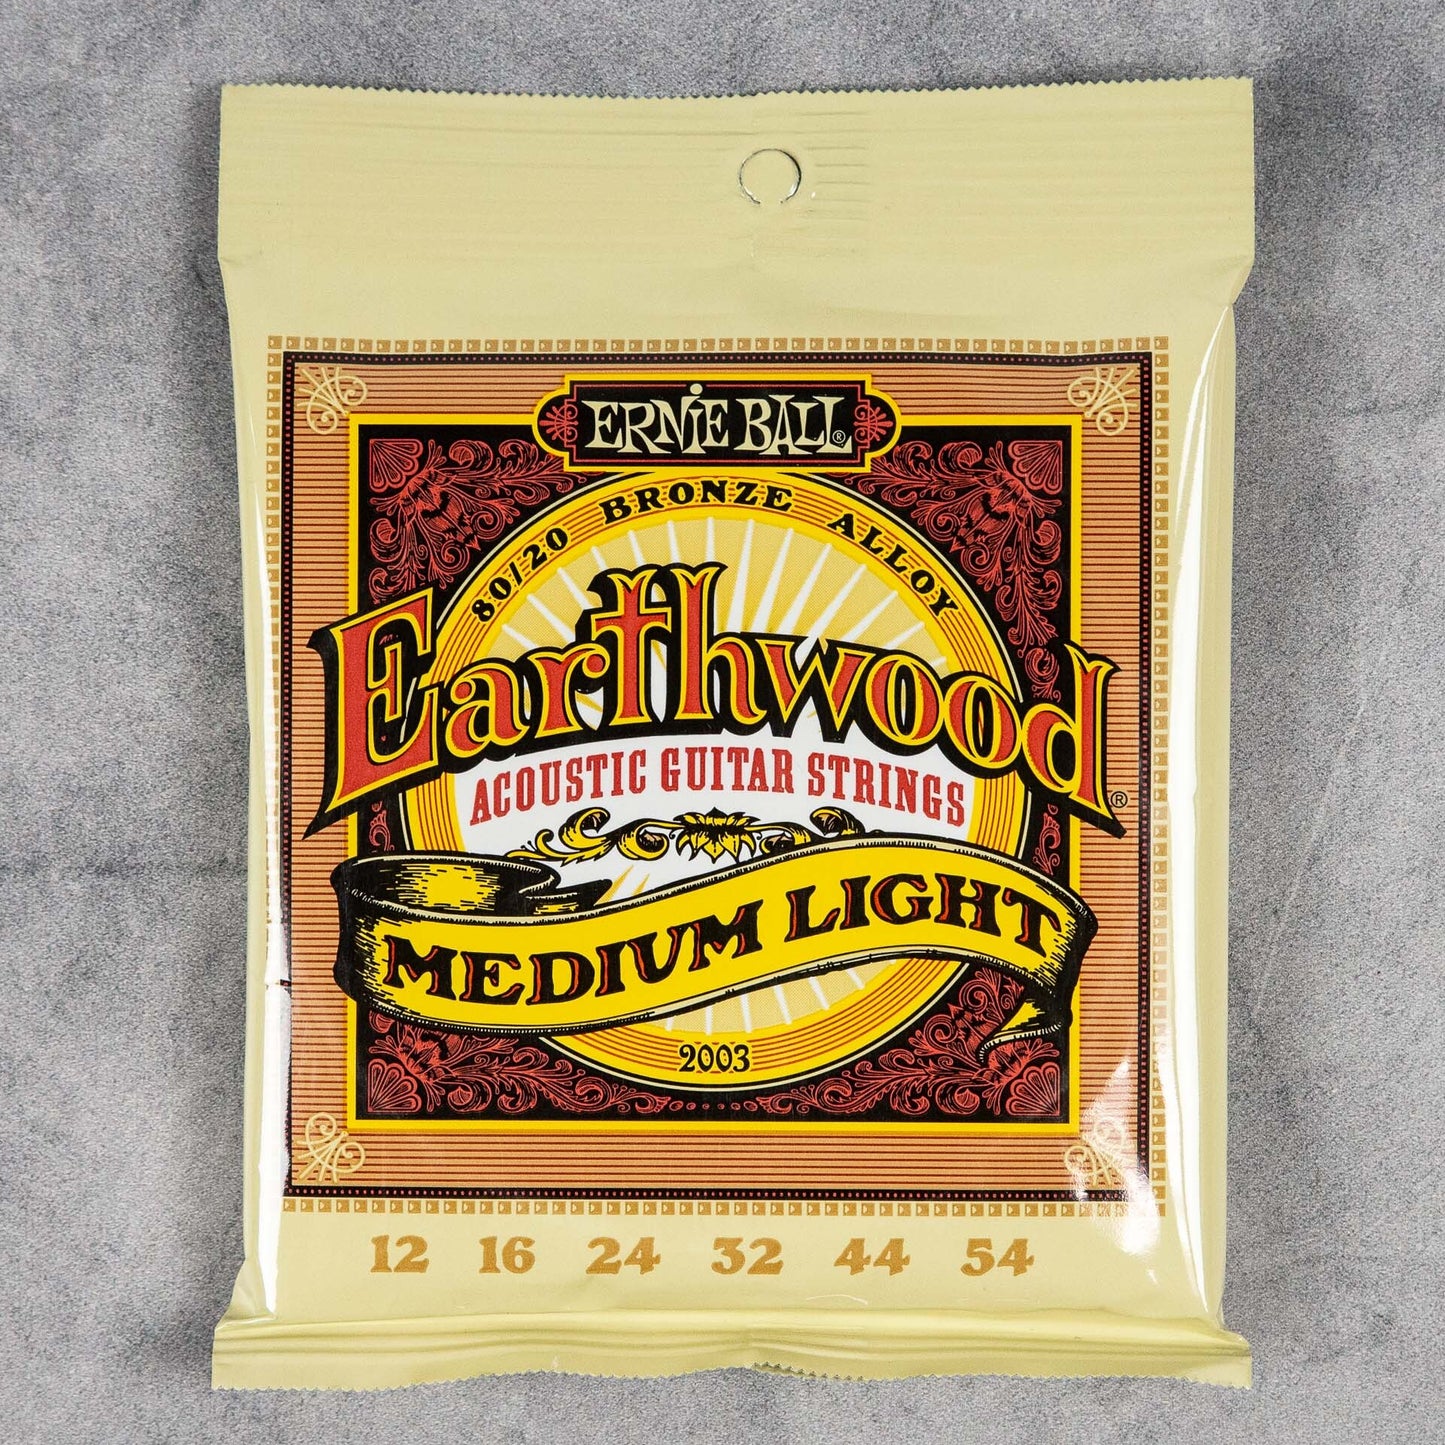 ERNIE BALL®
80/20 BRONZE ALLOY
Earthwood®
ACOUSTIC GUITAR STRINGS
MEDIUM LIGHT
2003
12 16 24 32 44 54